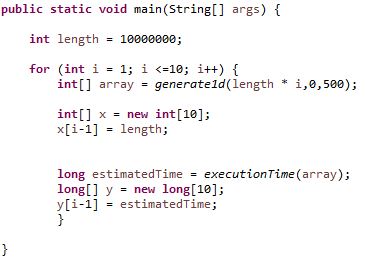 public static void main(String[] args) {
int length = 10000000;
for (int i = 1; i <=10; i++) {
int[] array = generate1d(length * i,0,500);
int[] x = new int[10];
x[i-1] = length;
long estimatedTime = executionTime(array);
long[] y = new long[10];
y[i-1] = estimatedTime;
}
}